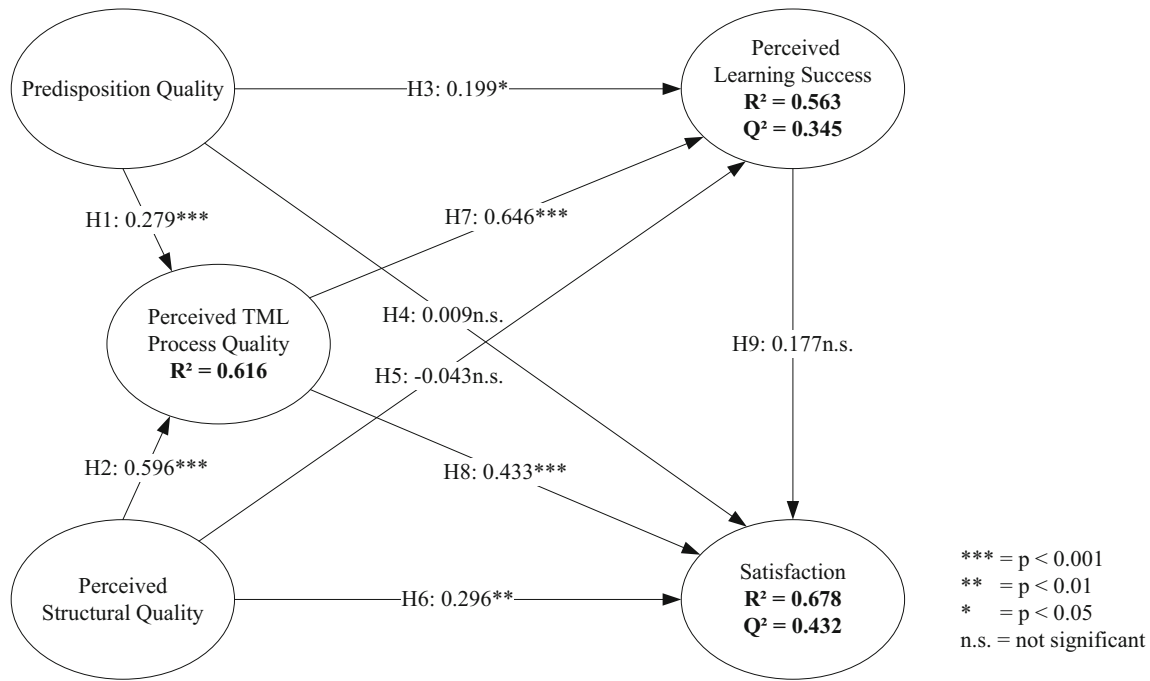 Predisposition Quality
H3: 0.199*
Perceived
Learning Success
R² = 0.563
Q² = 0.345
H1: 0.279***
H7: 0.646***
Perceived TML
Process Quality
R² = 0.616
H4: 0.009n.s.
H9: 0.177n.s.
H5: -0.043n.s.
H2: 0.596***
H8: 0.433***
Perceived
Structural Quality
H6: 0.296**
Satisfaction
R² = 0.678
Q² = 0.432
*** = p < 0.001
** = p < 0.01
* = p < 0.05
n.s. = not significant